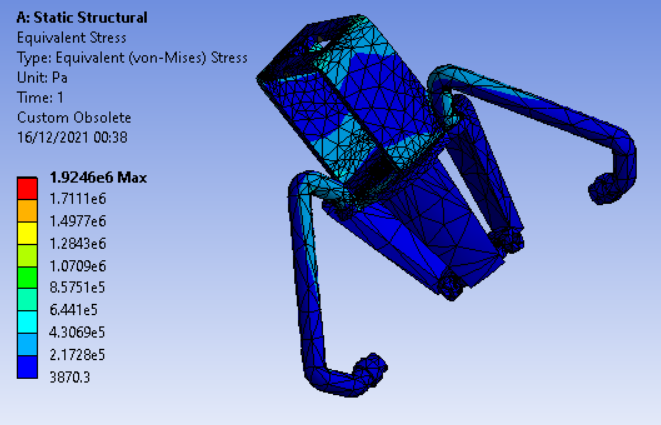 A: Static Structural
Equivalent Stress
Type: Equivalent (von-Mises) Stress
Unit: Pa
Time: 1
Custom Obsolete
16/12/2021 00:38
1.9246e6 Max
1.7111e6
1.4977e6
1.2843e6
1.0709e6
8.5751e5
6.441e5
4.3069e5
2.1728e5
3870.3